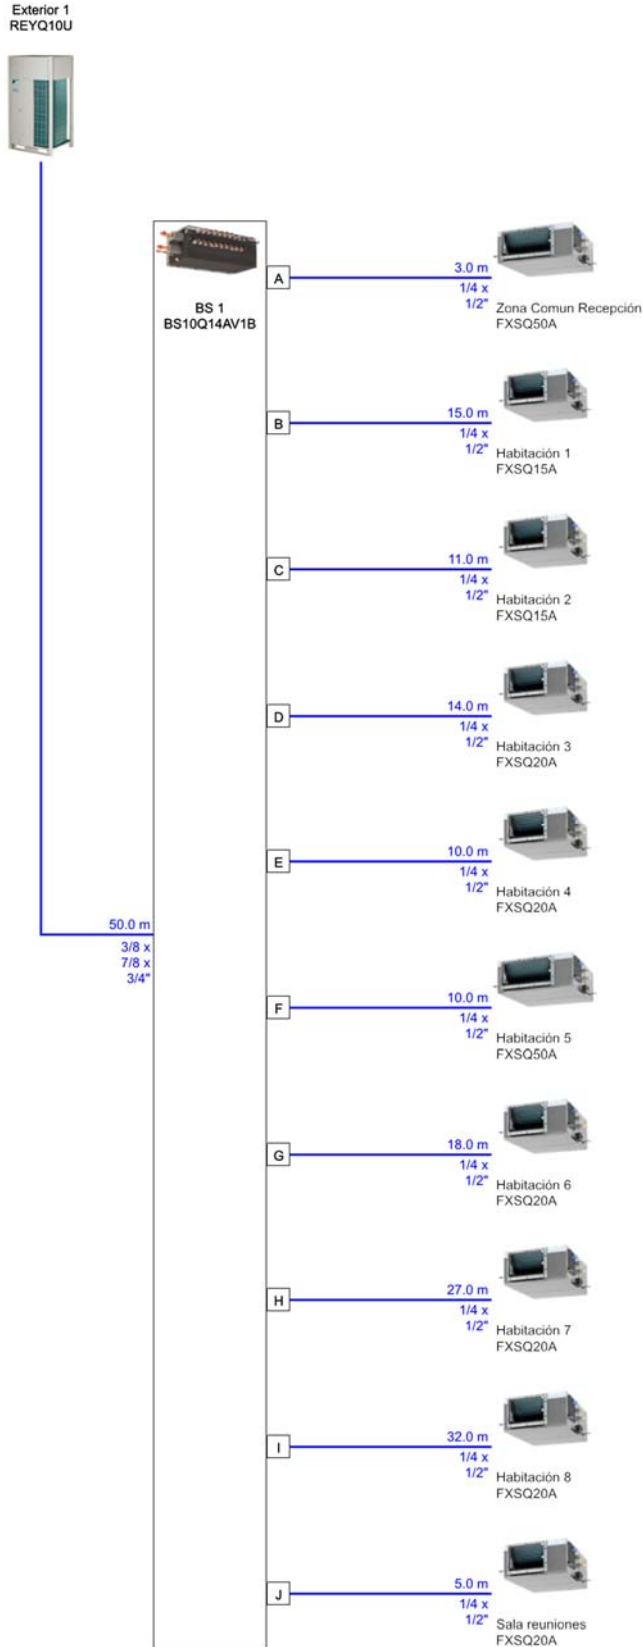 Exterior 1
REYQ10U
BS 1
BS10Q14AV1B
A
3.0 m
1/4 x
1/2"
Zona Comun Recepción
FXSQ50A
B
15.0 m
1/4 x
1/2"
Habitación 1
FXSQ15A
C
11.0 m
1/4 x
1/2"
Habitación 2
FXSQ15A
D
14.0 m
1/4 x
1/2"
Habitación 3
FXSQ20A
E
10.0 m
1/4 x
1/2"
Habitación 4
FXSQ20A
50.0 m
3/8 x
7/8 x
3/4"
F
10.0 m
1/4 x
1/2"
Habitación 5
FXSQ50A
G
18.0 m
1/4 x
1/2"
Habitación 6
FXSQ20A
H
27.0 m
1/4 x
1/2"
Habitación 7
FXSQ20A
I
32.0 m
1/4 x
1/2"
Habitación 8
FXSQ20A
J
5.0 m
1/4 x
1/2"
Sala reuniones
FXSQ20A